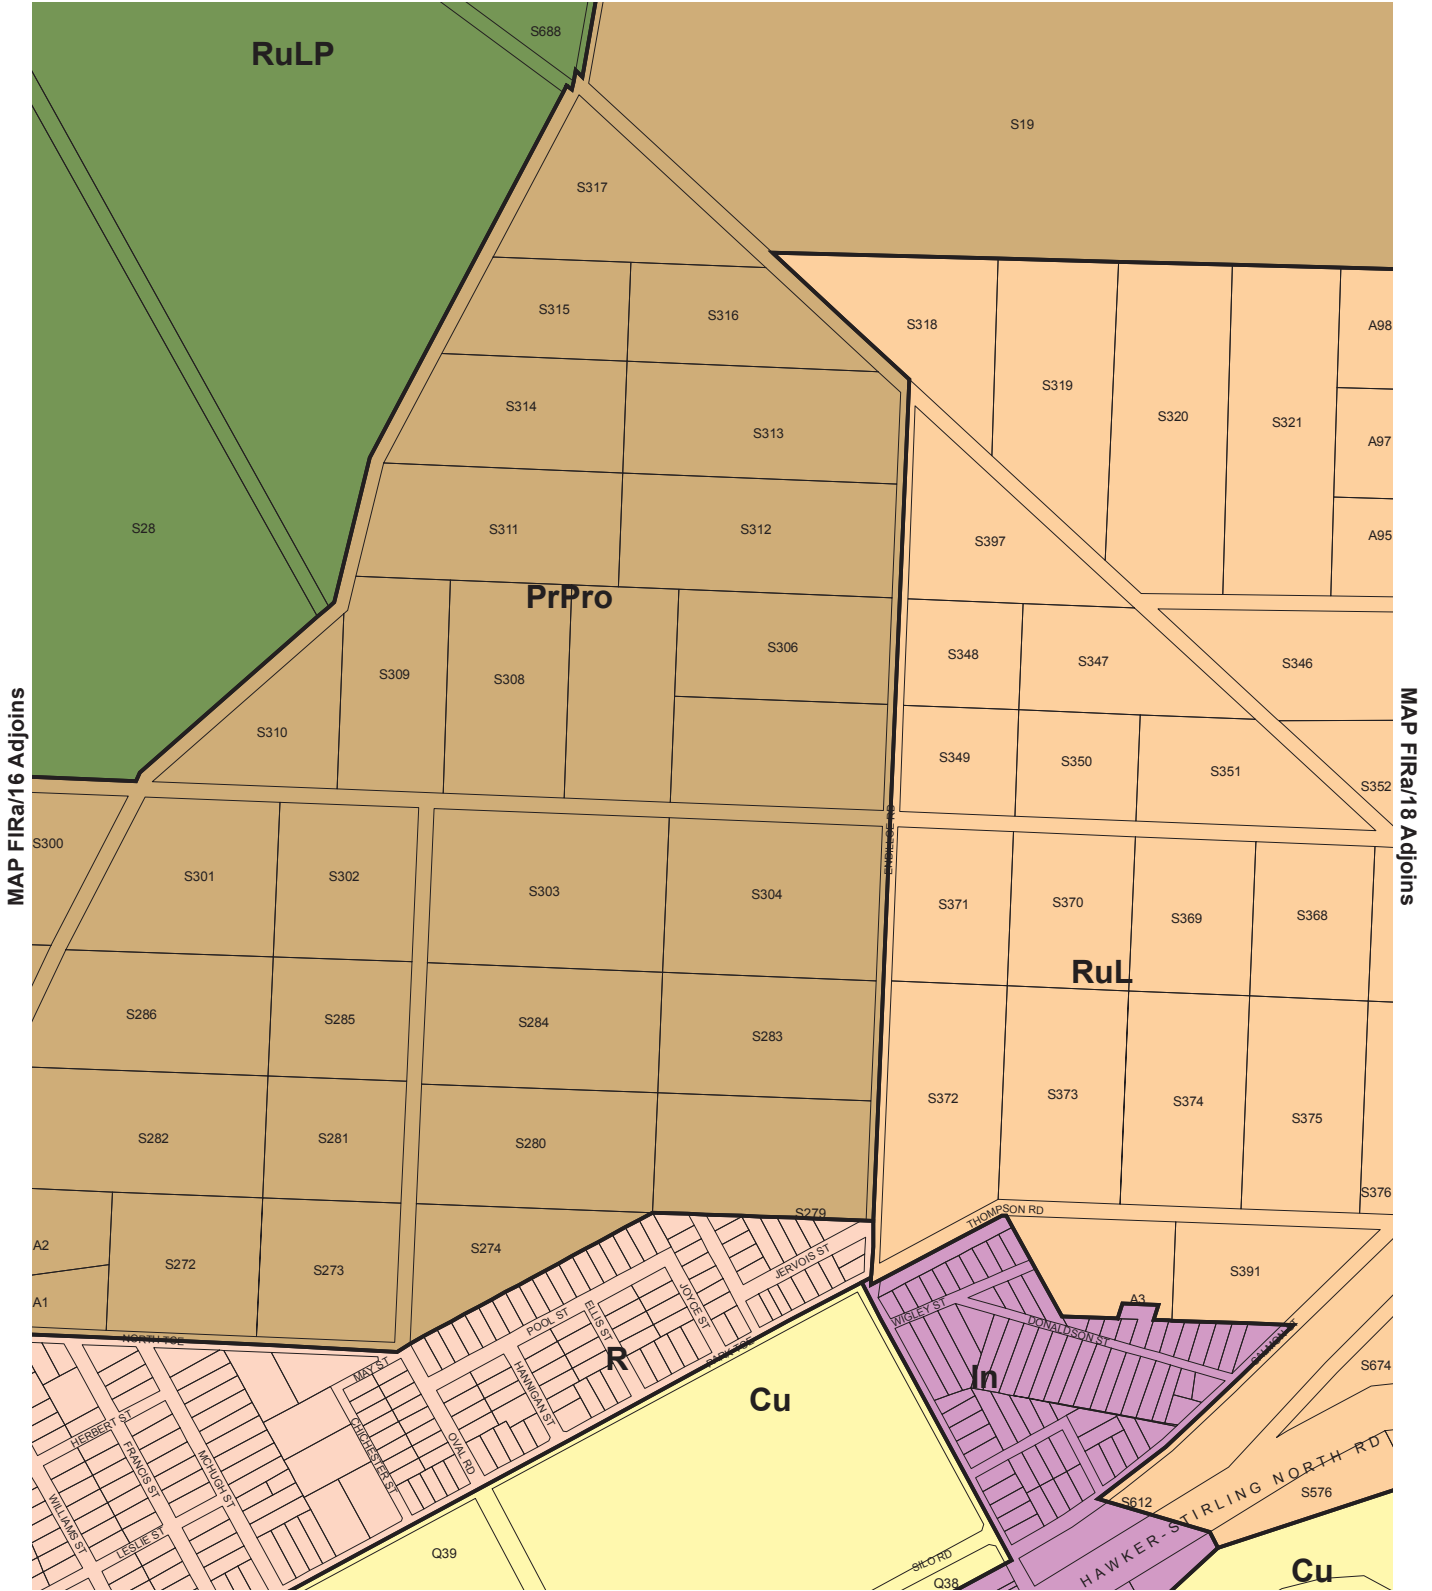 S688
RuLP
S19
S317
S315
S316
S318
A98
S319
S314
S320
S321
S313
A97
S28
S311
S312
S397
A95
PrPro
S306
S348
S347
S346
S309
S308
S310
S349
S350
S351
S352
MAP FIRa/16 Adjoins
MAP FIRa/18 Adjoins
S300
S301
S302
S303
S304
S371
S370
S369
S368
RuL
S286
S285
S284
S283
S372
S373
S374
S375
S282
S281
S280
S376
S279
THOMPSON RD
A2
S272
S273
S274
JERVOIS ST
S391
A1
A3
JOYCE ST
WIGLEY ST
POOL ST
ELLIS ST
DONALDSON ST
NORTH TCE
PARK TCE
R
MAY ST
In
S674
Cu
HANNIGAN ST
HERBERT ST
CHICHESTER ST
OVAL RD
FRANCIS ST
MCHUGH ST
WILLIAMS ST
LESLIE ST
HAWKER-STIRLING NORTH RD
S612
S576
Q39
SILO RD
Q38
Cu